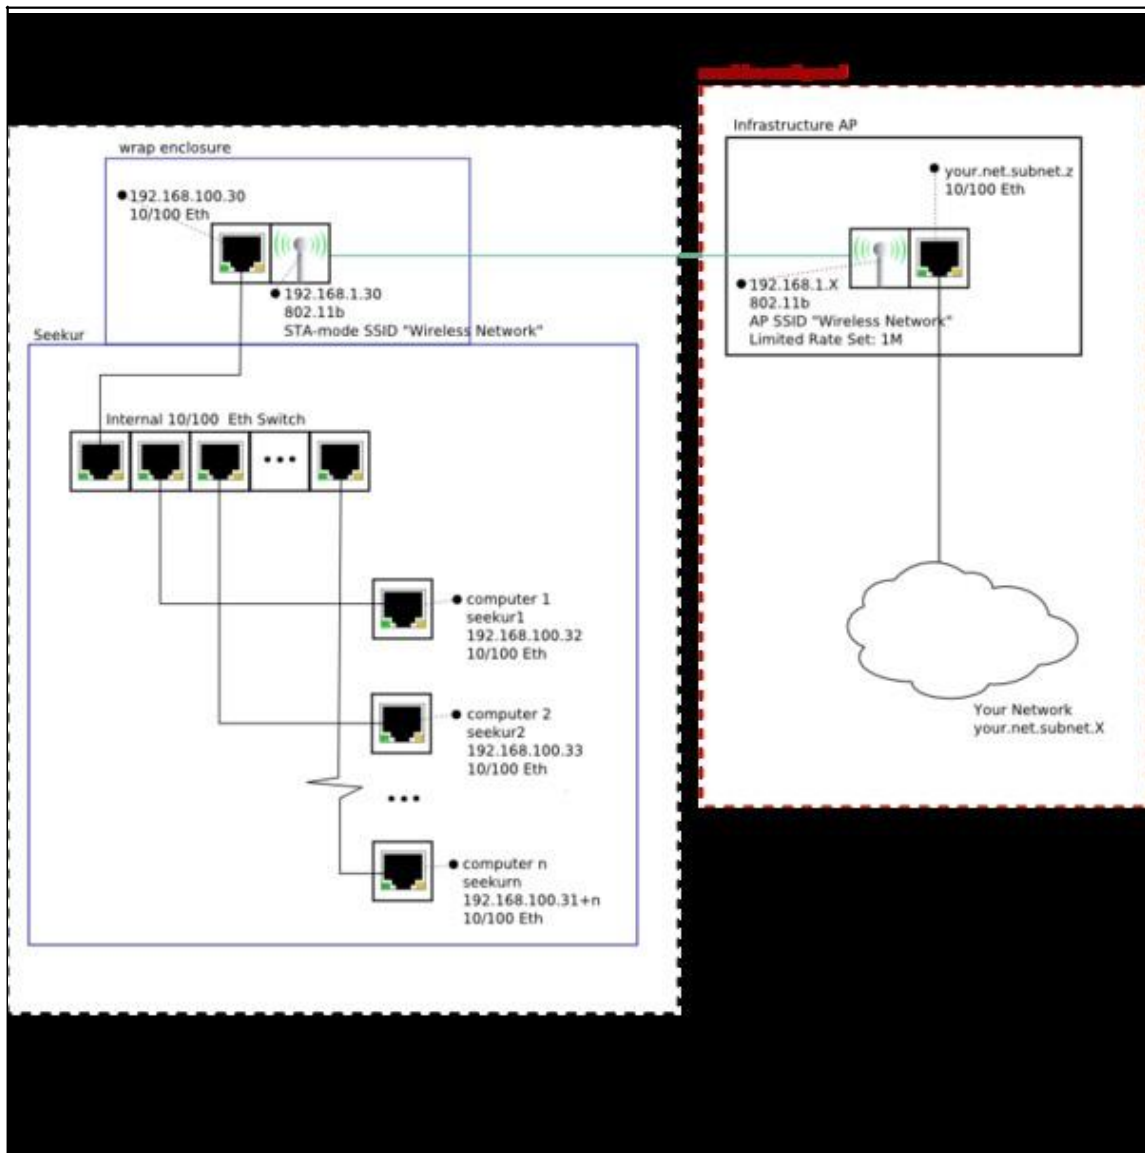 wrap enclosure
192.168.100.30
10/100 Eth
192.168.1.30
802.11b
STA-mode SSID "Wireless Network"
Seekur
Internal 10/100 Eth Switch
computer 1
seekur1
192.168.100.32
10/100 Eth
computer 2
seekur2
192.168.100.33
10/100 Eth
computer n
seekurn
192.168.100.31+n
10/100 Eth
Infrastructure AP
your.net.subnet.z
10/100 Eth
192.168.1.X
802.11b
AP SSID "Wireless Network"
Limited Rate Set: 1M
Your Network
your.net.subnet.X